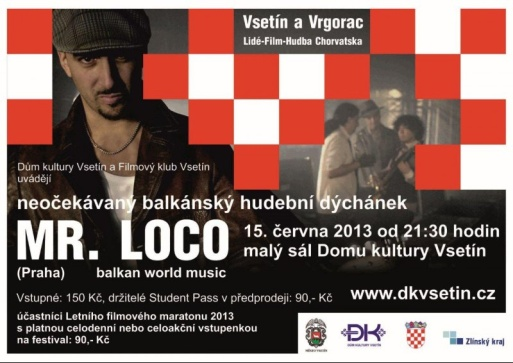 Vsetín a Vrgorac
Lidé-Film-Hudba Chorvatska
Dům kultury Vsetín a Filmový klub Vsetín
uvádějí
neočekávaný balkánský hudební dýchánek
MR. LOCO
15. června 2013 od 21:30 hodin
malý sál Domu kultury Vsetín
(Praha) balkan world music
Vstupné: 150 Kč, držitelé Student Pass v předprodeji: 90,- Kč
www.dkvsetin.cz
účastníci Letního filmového maratonu 2013
s platnou celodenní nebo celoakční vstupenkou
na festival: 90,- Kč
DK
DŮM KULTURY VSETÍN
Zlínský kraj